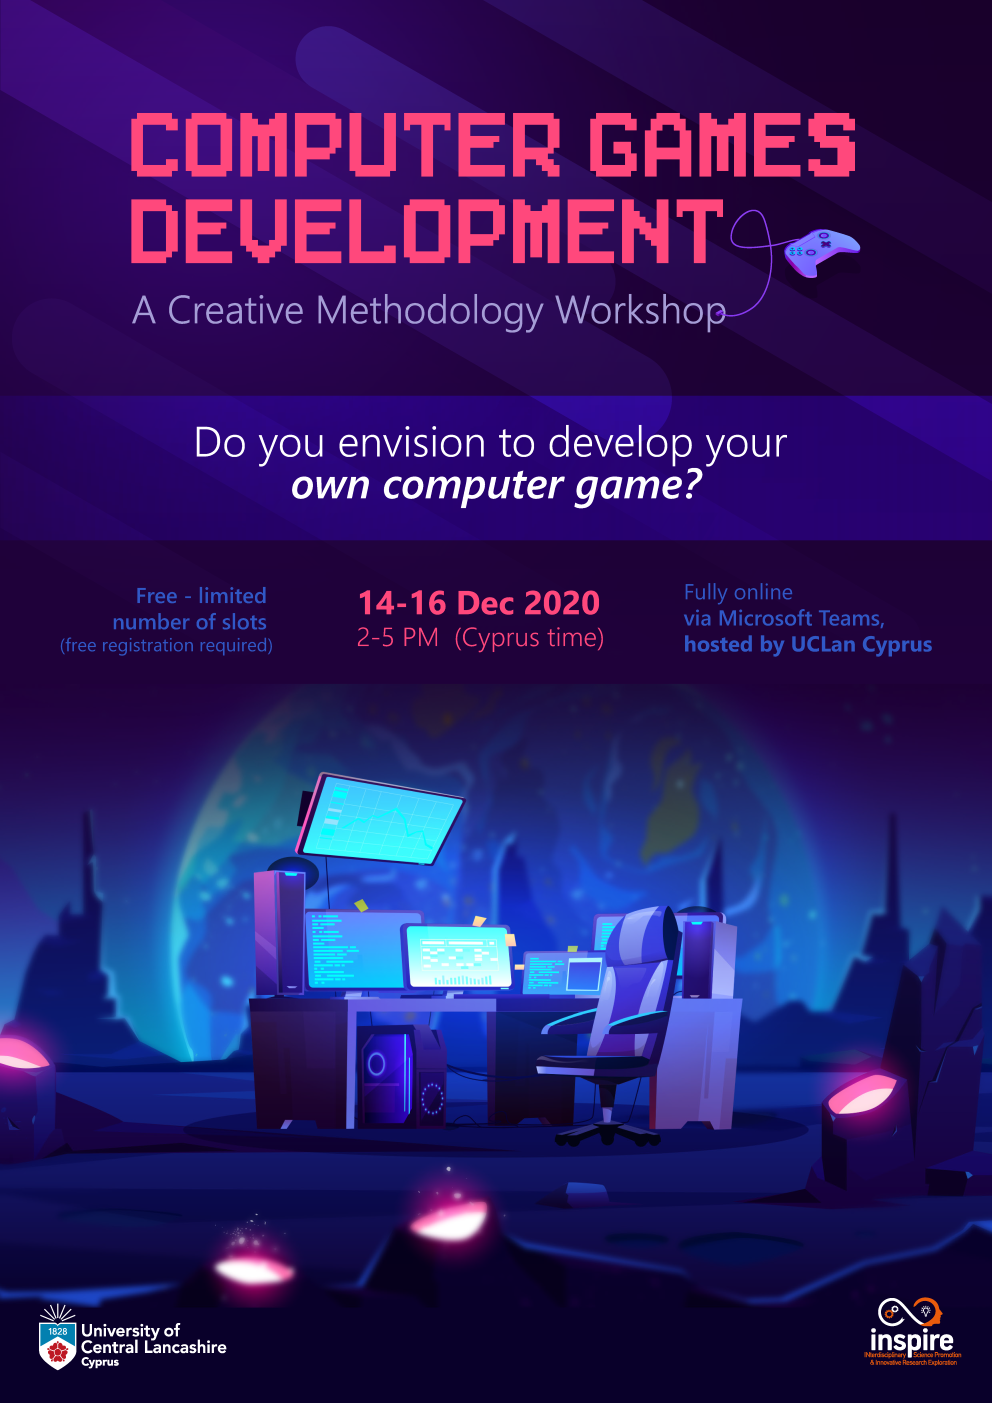 COMPUTER GAMES
DEVELOPMENT
A Creative Methodology Workshop
Do you envision to develop your
own computer game?
Free - limited
number of slots
(free registration required)
14-16 Dec 2020
2-5 PM (Cyprus time)
Fully online
via Microsoft Teams,
hosted by UCLan Cyprus
1828
University of
Central Lancashire
Cyprus
inspire
INterdisciplinary Science Promotion
& Innovative Research Exploration